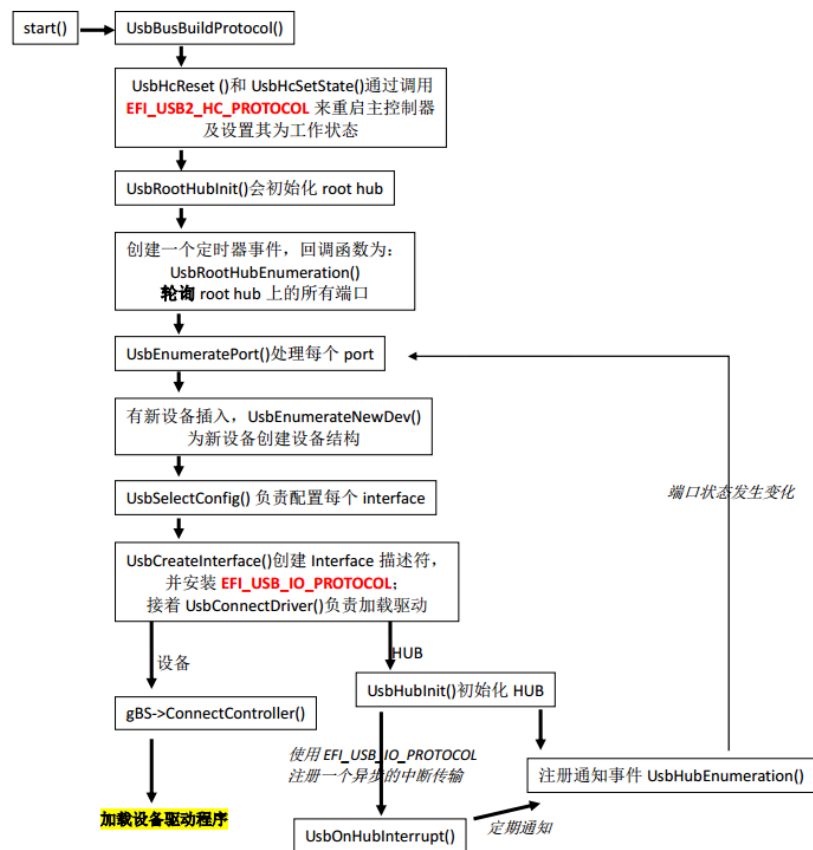 start()
UsbBusBuildProtocol()
UsbHcReset ()和 UsbHcSetState()通过调用
EFI_USB2_HC_PROTOCOL 来重启主控制器
及设置其为工作状态
UsbRootHubInit()会初始化 root hub
创建一个定时器事件，回调函数为：
UsbRootHubEnumeration()
轮询 root hub 上的所有端口
UsbEnumeratePort()处理每个 port
有新设备插入，UsbEnumerateNewDev()
为新设备创建设备结构
端口状态发生变化
UsbSelectConfig() 负责配置每个 interface
UsbCreateInterface()创建 Interface 描述符，
并安装 EFI_USB_IO_PROTOCOL；
接着 UsbConnectDriver()负责加载驱动
设备
HUB
UsbHubInit()初始化 HUB
gBS->ConnectController()
使用 EFI_USB_IO_PROTOCOL
注册一个异步的中断传输
注册通知事件 UsbHubEnumeration()
加载设备驱动程序
UsbOnHubInterrupt()
定期通知